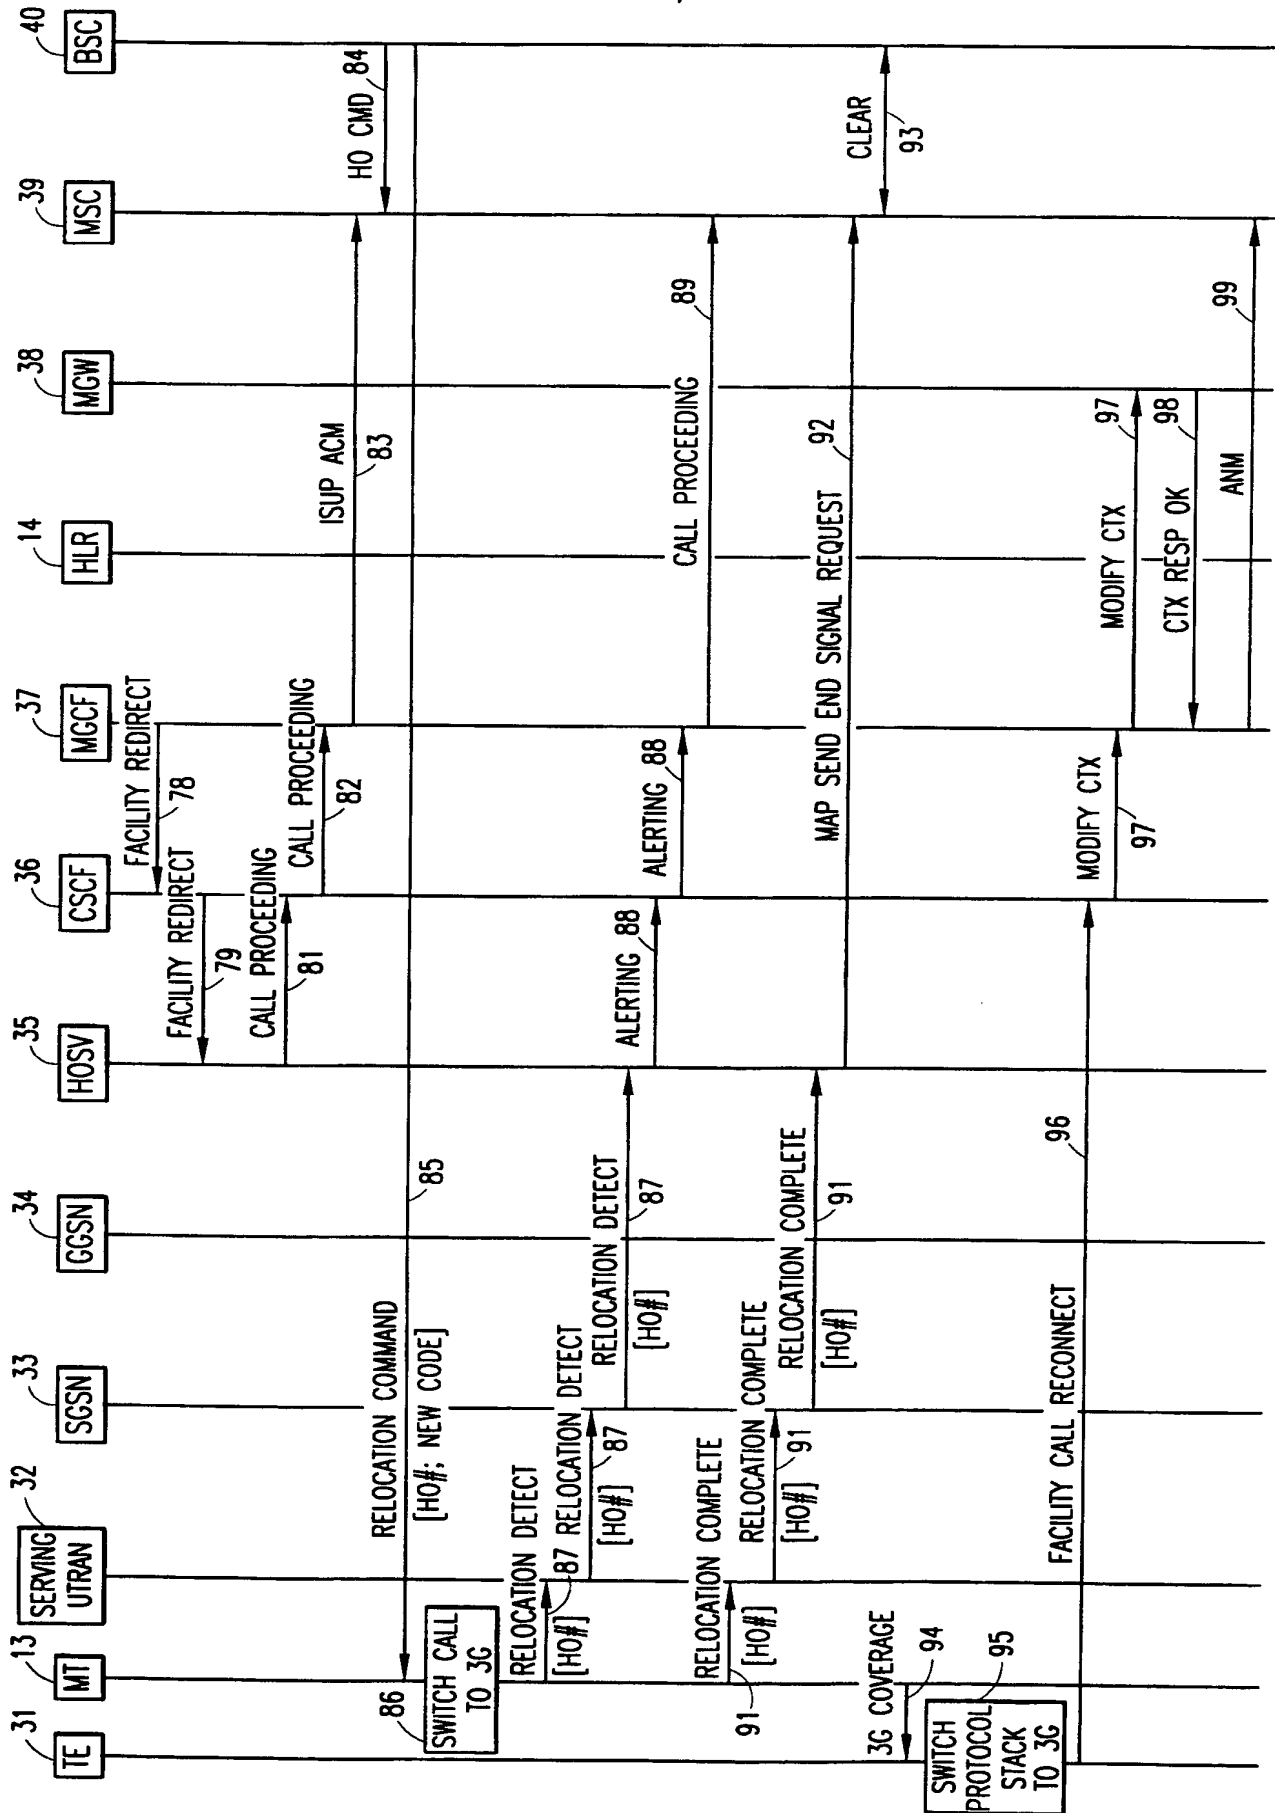 31
TE
13
MT
32
SERVING
UTRAN
33
SGSN
34
GGSN
35
HOSV
36
CSCF
37
MGCF
14
HLR
38
MGW
39
MSC
40
BSC
FACILITY REDIRECT
78
FACILITY REDIRECT
79
CALL PROCEEDING
81
CALL PROCEEDING
82
ISUP ACM
83
HO CMD
84
RELOCATION COMMAND
[HO#; NEW CODE]
85
86
SWITCH CALL
TO 3G
RELOCATION DETECT
[HO#]
87
RELOCATION DETECT
[HO#]
87
RELOCATION DETECT
[HO#]
87
ALERTING 88
ALERTING 88
CALL PROCEEDING
89
RELOCATION COMPLETE
[HO#]
91
RELOCATION COMPLETE
[HO#]
91
RELOCATION COMPLETE
[HO#]
91
MAP SEND END SIGNAL REQUEST
92
CLEAR
93
3G COVERAGE
94
SWITCH
PROTOCOL
STACK
TO 3G
95
FACILITY CALL RECONNECT
96
MODIFY CTX
97
MODIFY CTX
97
CTX RESP OK
98
ANM
99